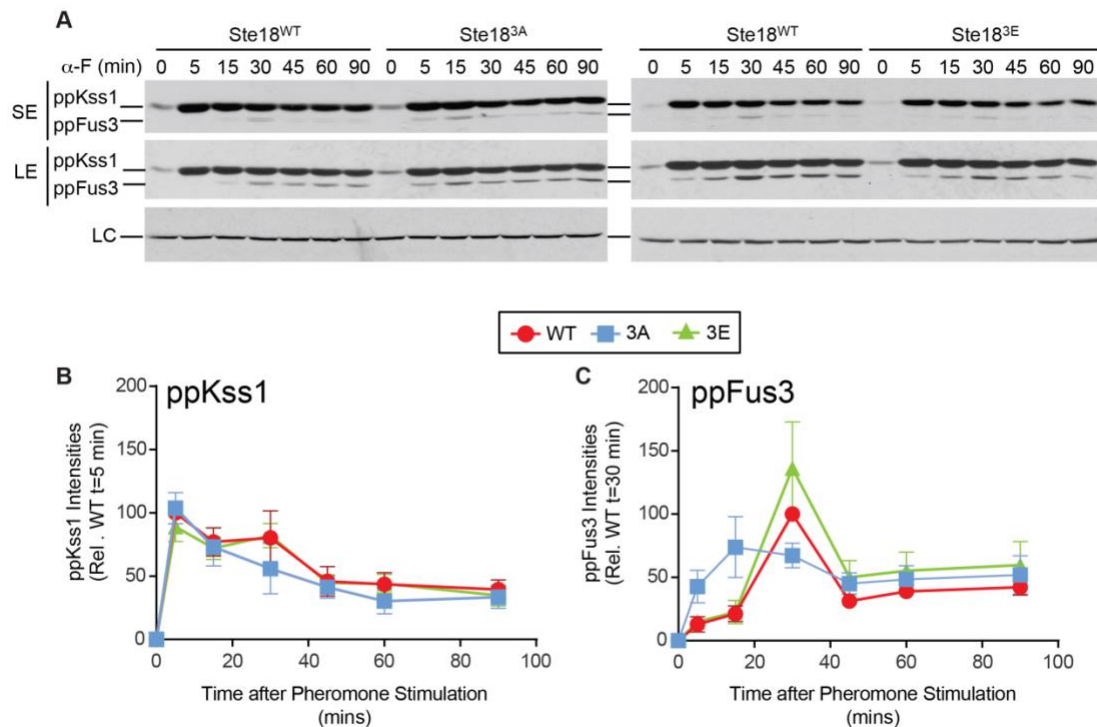 A
Ste18WT Ste183A Ste18WT Ste183E
α-F (min) 0 5 15 30 45 60 90 0 5 15 30 45 60 90 0 5 15 30 45 60 90 0 5 15 30 45 60 90
SE ppKss1
ppFus3
LE ppKss1
ppFus3
LC
WT 3A 3E
B ppKss1
200
150
100
50
0
0 20 40 60 80 100
ppKss1 Intensities
(Rel. WT t=5 min)
Time after Pheromone Stimulation
(mins)
C ppFus3
200
150
100
50
0
0 20 40 60 80 100
ppFus3 Intensities
(Rel. WT t=30 min)
Time after Pheromone Stimulation
(mins)